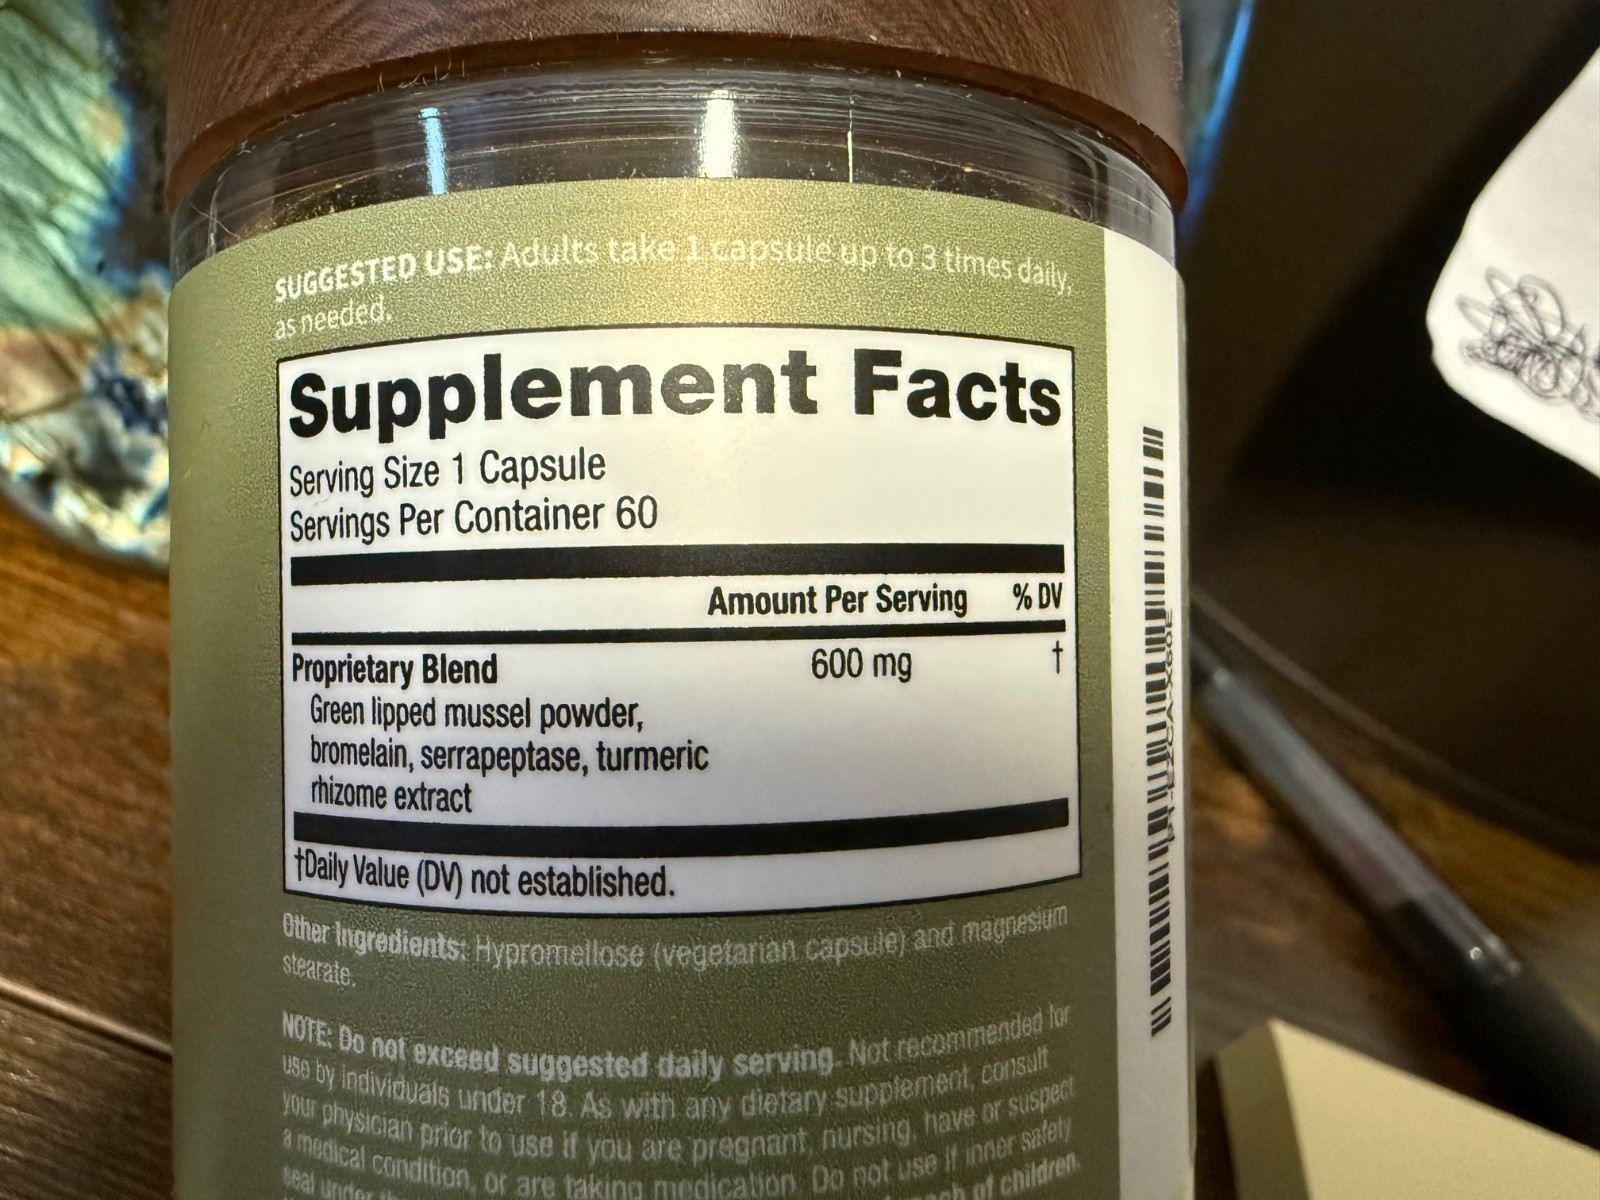 SUGGESTED USE: Adults take 1 capsule up to 3 times daily,
as needed.
Supplement Facts
Serving Size 1 Capsule
Servings Per Container 60
Amount Per Serving % DV
Proprietary Blend 600 mg †
Green lipped mussel powder,
bromelain, serrapeptase, turmeric
rhizome extract
†Daily Value (DV) not established.
Other Ingredients: Hypromellose (vegetarian capsule) and magnesium
stearate.
NOTE: Do not exceed suggested daily serving. Not recommended for
use by individuals under 18. As with any dietary supplement, consult
your physician prior to use if you are pregnant, nursing, have or suspect
a medical condition, or are taking medication. Do not use if inner safety
seal under of children.